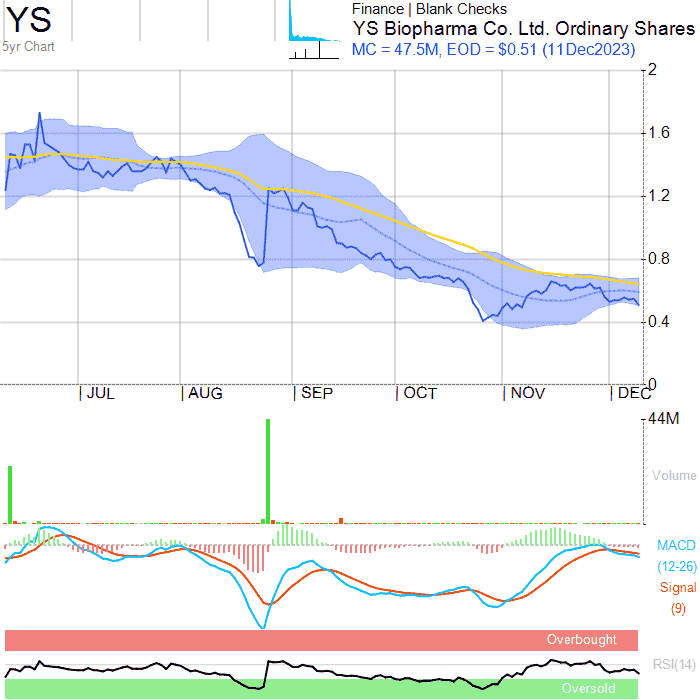 YS
5yr Chart
Finance | Blank Checks
YS Biopharma Co. Ltd. Ordinary Shares
MC = 47.5M, EOD = $0.51 (11Dec2023)
2
1.6
1.2
0.8
0.4
0
| JUL | AUG | SEP | OCT | NOV | DEC
44M
Volume
MACD
(12-26)
Signal
(9)
Overbought
RSI(14)
Oversold